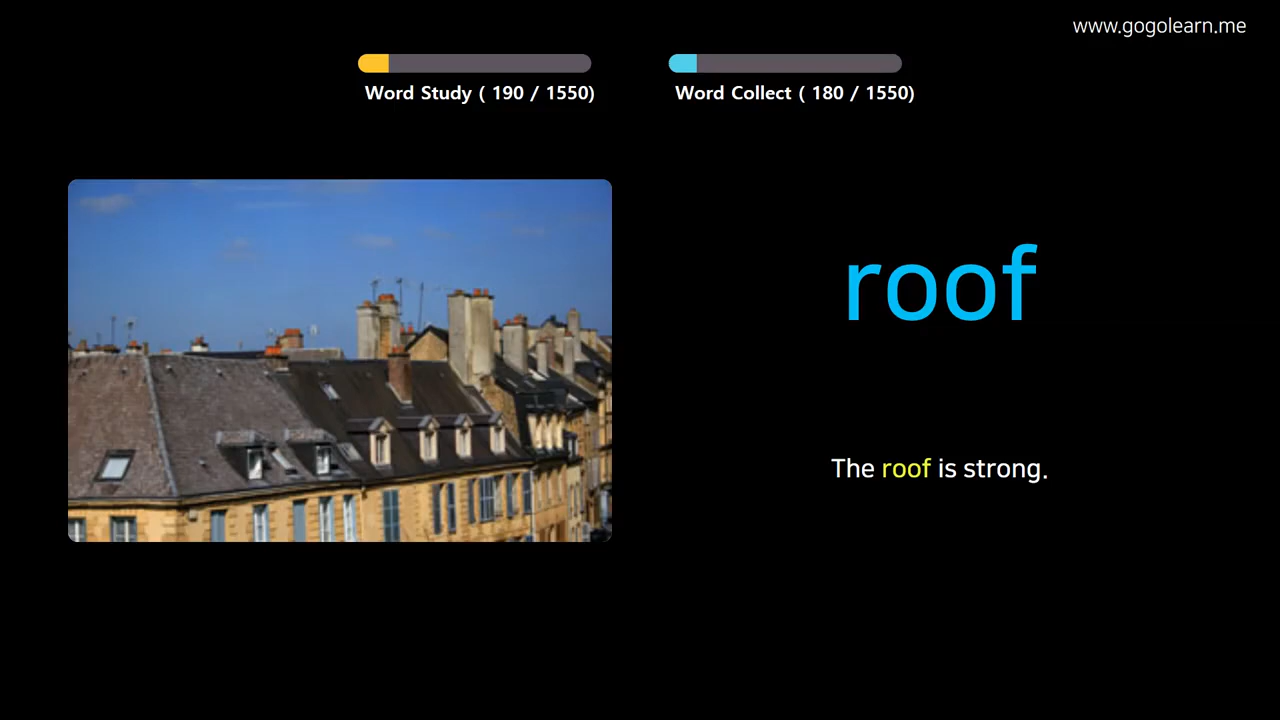 www.gogolearn.me
Word Study ( 190 / 1550)
Word Collect ( 180 / 1550)
roof
The roof is strong.